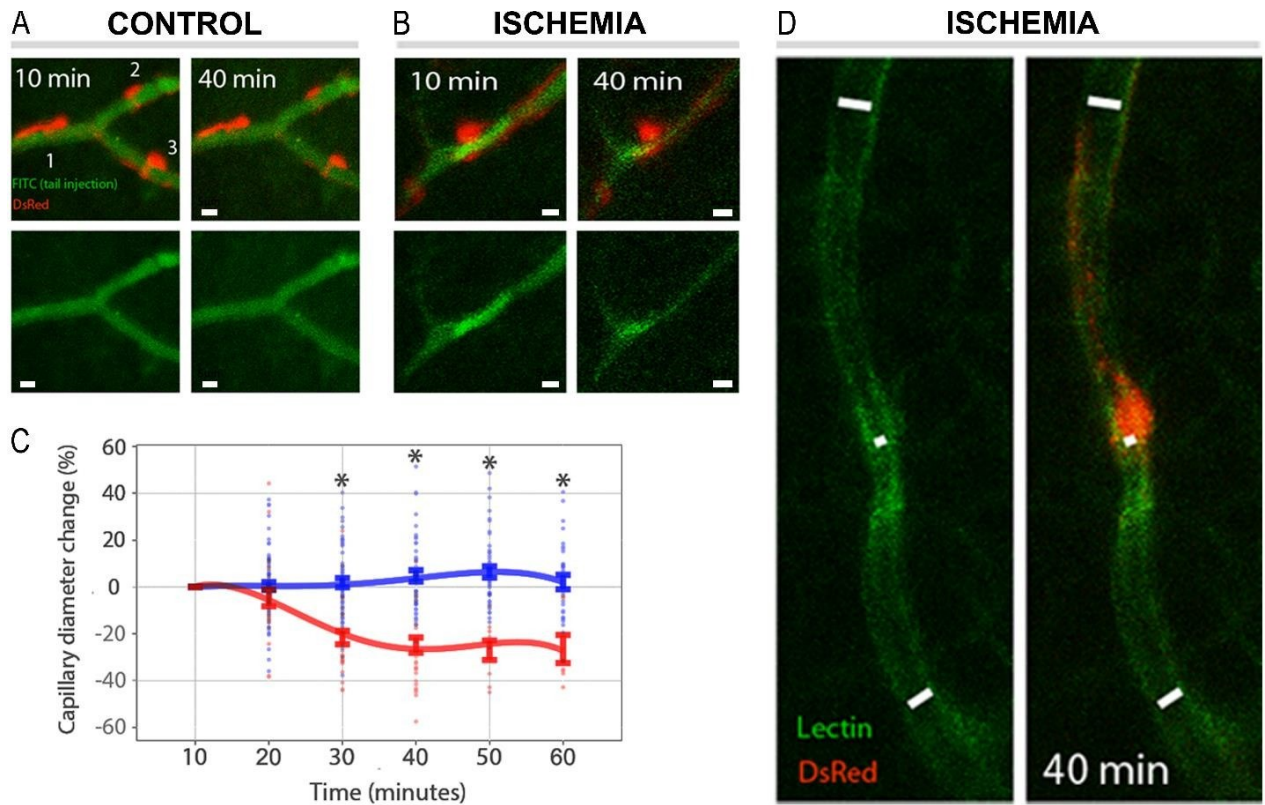 A CONTROL
10 min
2
1
3
FITC (tail injection)
DsRed
40 min
B ISCHEMIA
10 min
40 min
C
Capillary diameter change (%)
60
40
20
0
-20
-40
-60
* * * *
10 20 30 40 50 60
Time (minutes)
D ISCHEMIA
Lectin
DsRed
40 min